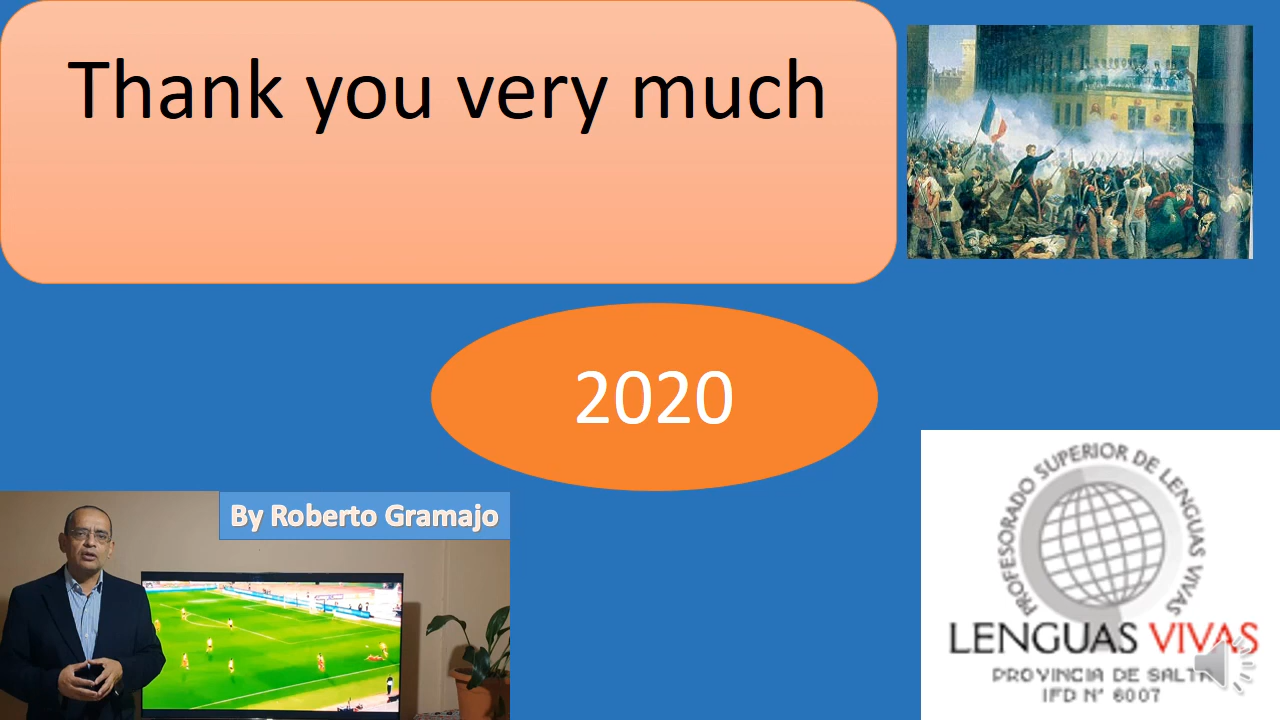 Thank you very much
2020
By Roberto Gramajo
PROFESORADO SUPERIOR DE LENGUAS VIVAS
LENGUAS VIVAS
PROVINCIA DE SALTA
IFD N° 6007